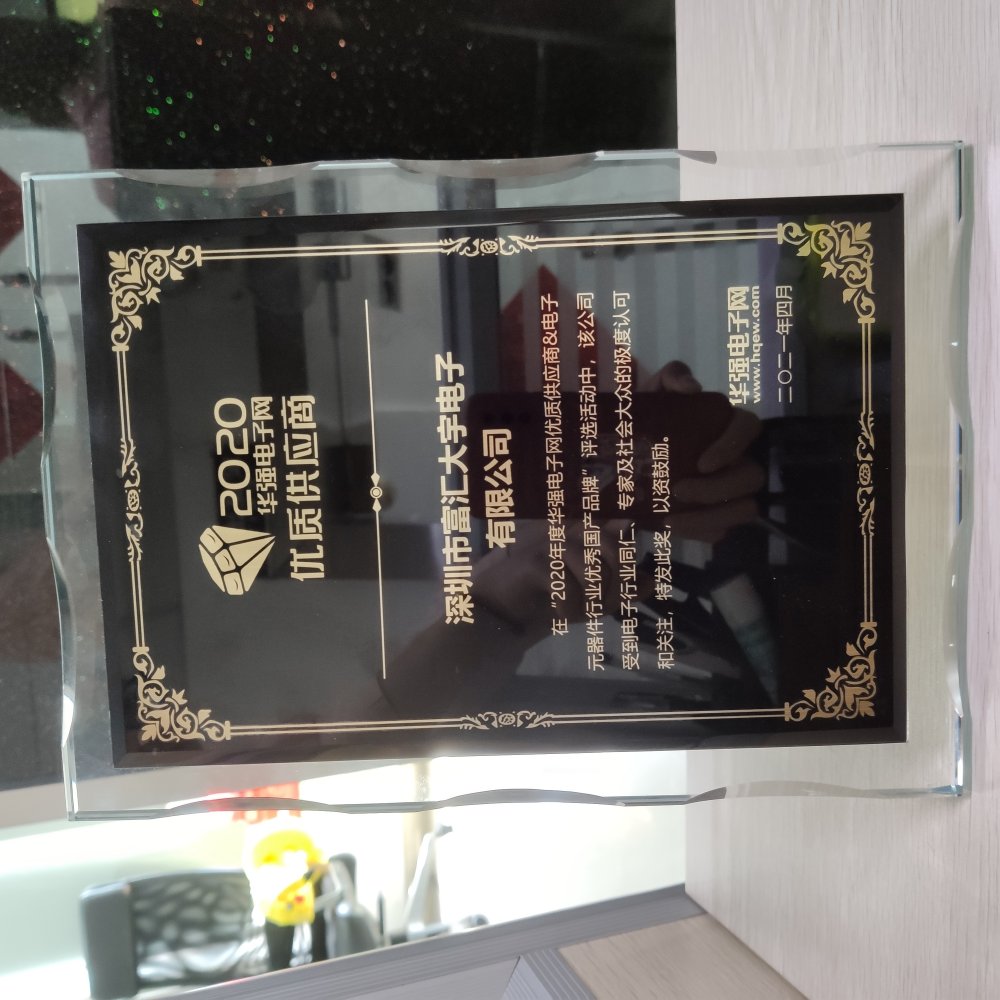 2020
华强电子网
优质供应商
深圳市富汇大宇电子
有限公司
在“2020年度华强电子网优质供应商&电子
元器件行业优秀国产品牌”评选活动中，该公司
受到电子行业同仁、专家及社会大众的极度认可
和关注，特发此奖，以资鼓励。
华强电子网
www.hqew.com
二〇二一年四月